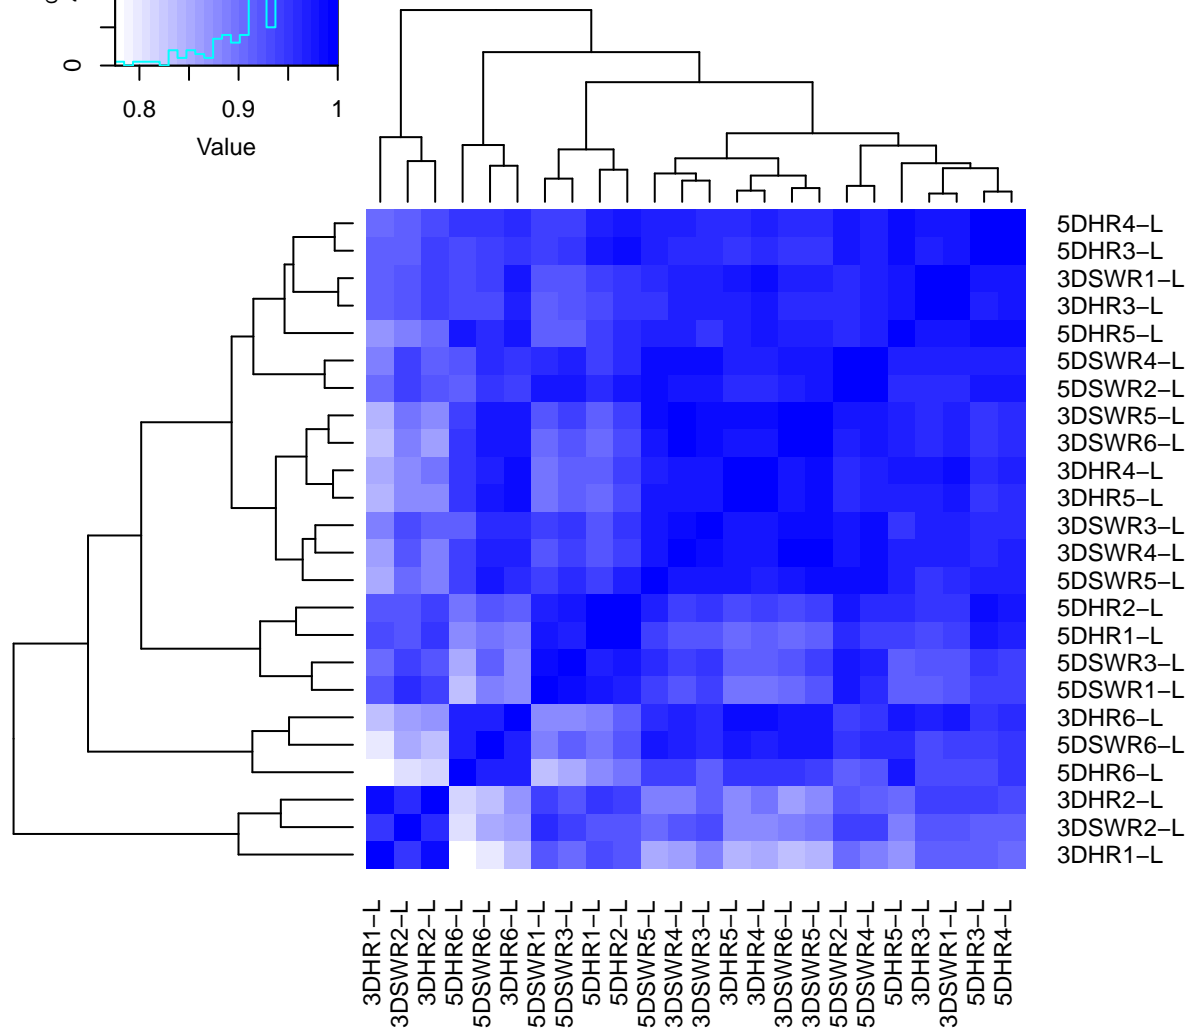 0
0.8 0.9 1
Value
5DHR4–L
5DHR3–L
3DSWR1–L
3DHR3–L
5DHR5–L
5DSWR4–L
5DSWR2–L
3DSWR5–L
3DSWR6–L
3DHR4–L
3DHR5–L
3DSWR3–L
3DSWR4–L
5DSWR5–L
5DHR2–L
5DHR1–L
5DSWR3–L
5DSWR1–L
3DHR6–L
5DSWR6–L
5DHR6–L
3DHR2–L
3DSWR2–L
3DHR1–L
3DHR1–L
3DSWR2–L
3DHR2–L
5DHR6–L
5DSWR6–L
3DHR6–L
5DSWR1–L
5DSWR3–L
5DHR1–L
5DHR2–L
5DSWR5–L
3DSWR4–L
3DSWR3–L
3DHR5–L
3DHR4–L
3DSWR6–L
3DSWR5–L
5DSWR2–L
5DSWR4–L
5DHR5–L
3DHR3–L
3DSWR1–L
5DHR3–L
5DHR4–L